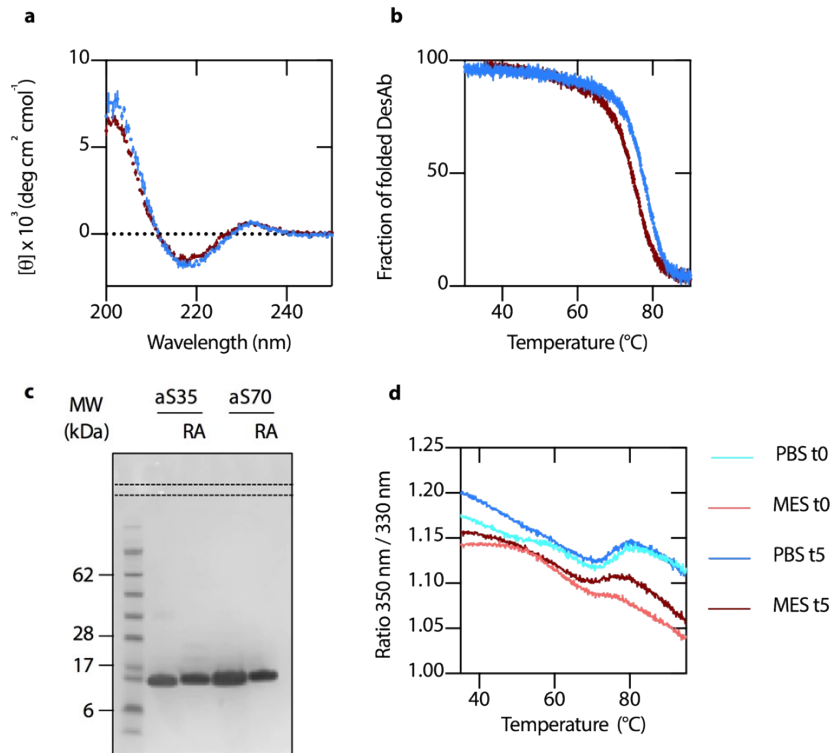 a
b
10
5
0
[θ] x 10³ (deg cm² cmol⁻¹)
200
220
240
Wavelength (nm)
100
50
0
Fraction of folded DesAb
40
60
80
Temperature (°C)
c
d
MW
(kDa)
aS35
aS70
RA
RA
62
28
17
6
1.25
1.20
1.15
1.10
1.05
1.00
Ratio 350 nm / 330 nm
40
60
80
Temperature (°C)
PBS t0
MES t0
PBS t5
MES t5